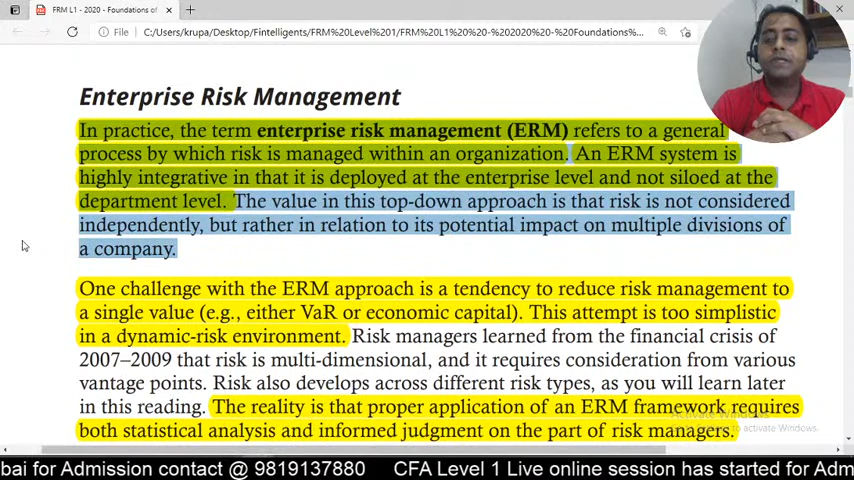 FRM L1 - 2020 - Foundations of
File
C:/Users/krupa/Desktop/Fintelligents/FRM%20Level%201/FRM%20L1%20%20-%202020%20-%20Foundations%
Enterprise Risk Management
In practice, the term enterprise risk management (ERM) refers to a general
process by which risk is managed within an organization. An ERM system is
highly integrative in that it is deployed at the enterprise level and not siloed at the
department level. The value in this top-down approach is that risk is not considered
independently, but rather in relation to its potential impact on multiple divisions of
a company.
One challenge with the ERM approach is a tendency to reduce risk management to
a single value (e.g., either VaR or economic capital). This attempt is too simplistic
in a dynamic-risk environment. Risk managers learned from the financial crisis of
2007–2009 that risk is multi-dimensional, and it requires consideration from various
vantage points. Risk also develops across different risk types, as you will learn later
in this reading. The reality is that proper application of an ERM framework requires
both statistical analysis and informed judgment on the part of risk managers.
Activate Windows
to activate Windows.
bai for Admission contact @ 9819137880 CFA Level 1 Live online session has started for Adm